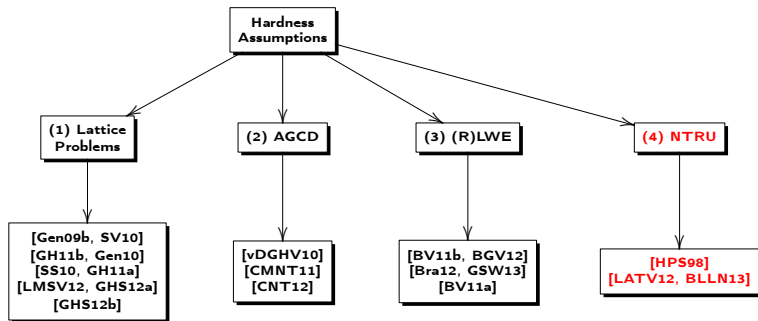 Hardness
Assumptions
(1) Lattice
Problems
(2) AGCD
(3) (R)LWE
(4) NTRU
[Gen09b, SV10]
[GH11b, Gen10]
[SS10, GH11a]
[LMSV12, GHS12a]
[GHS12b]
[vDGHV10]
[CMNT11]
[CNT12]
[BV11b, BGV12]
[Bra12, GSW13]
[BV11a]
[HPS98]
[LATV12, BLLN13]